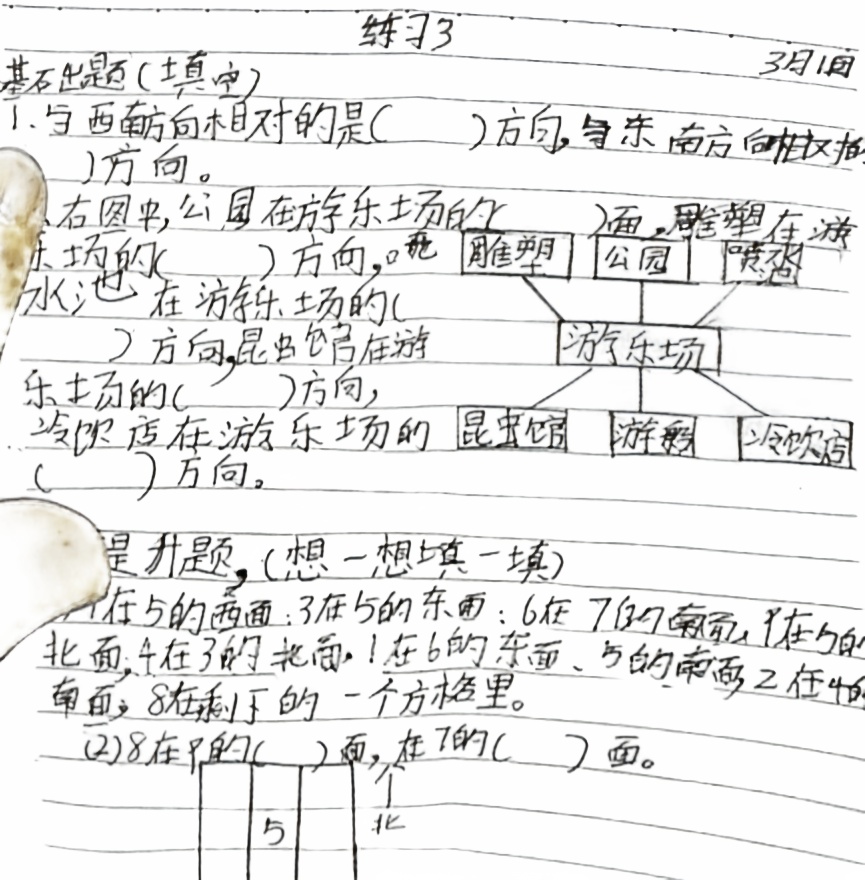 练习3
3月1日
基础题(填空)
1.与西南方向相对的是( )方向,与东南方向相对
)方向。
右图中,公园在游乐场的( )面,雕塑在游
乐场的( )方向。喷
雕塑 公园 喷池
水池在游乐场的(
)方向,昆虫馆在游
游乐场
乐场的( )方向,
冷饮店在游乐场的
昆虫馆 冷饮店
( )方向。
提升题,(想一想填一填)
在5的西面;3在5的东面;6在7的南面,9在5的
北面;4在3的北面.1在6的东面、5的南面,2在4的
南面,8在剩下的一个方格里。
(2)8在9的( )面,在7的( )面。
5
北